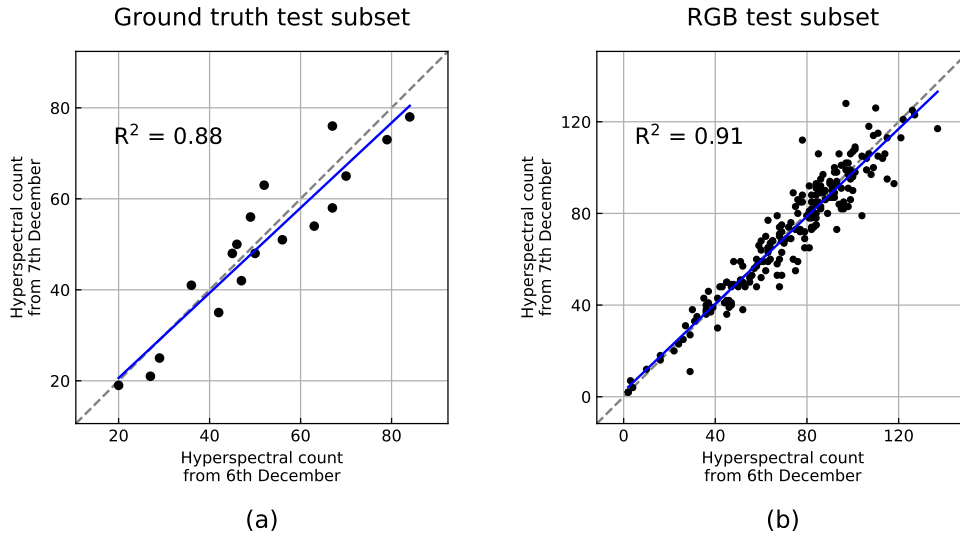 Ground truth test subset
R² = 0.88
80
60
40
20
20 40 60 80
Hyperspectral count
from 7th December
Hyperspectral count
from 6th December
(a)
RGB test subset
R² = 0.91
120
80
40
0
0 40 80 120
Hyperspectral count
from 7th December
Hyperspectral count
from 6th December
(b)